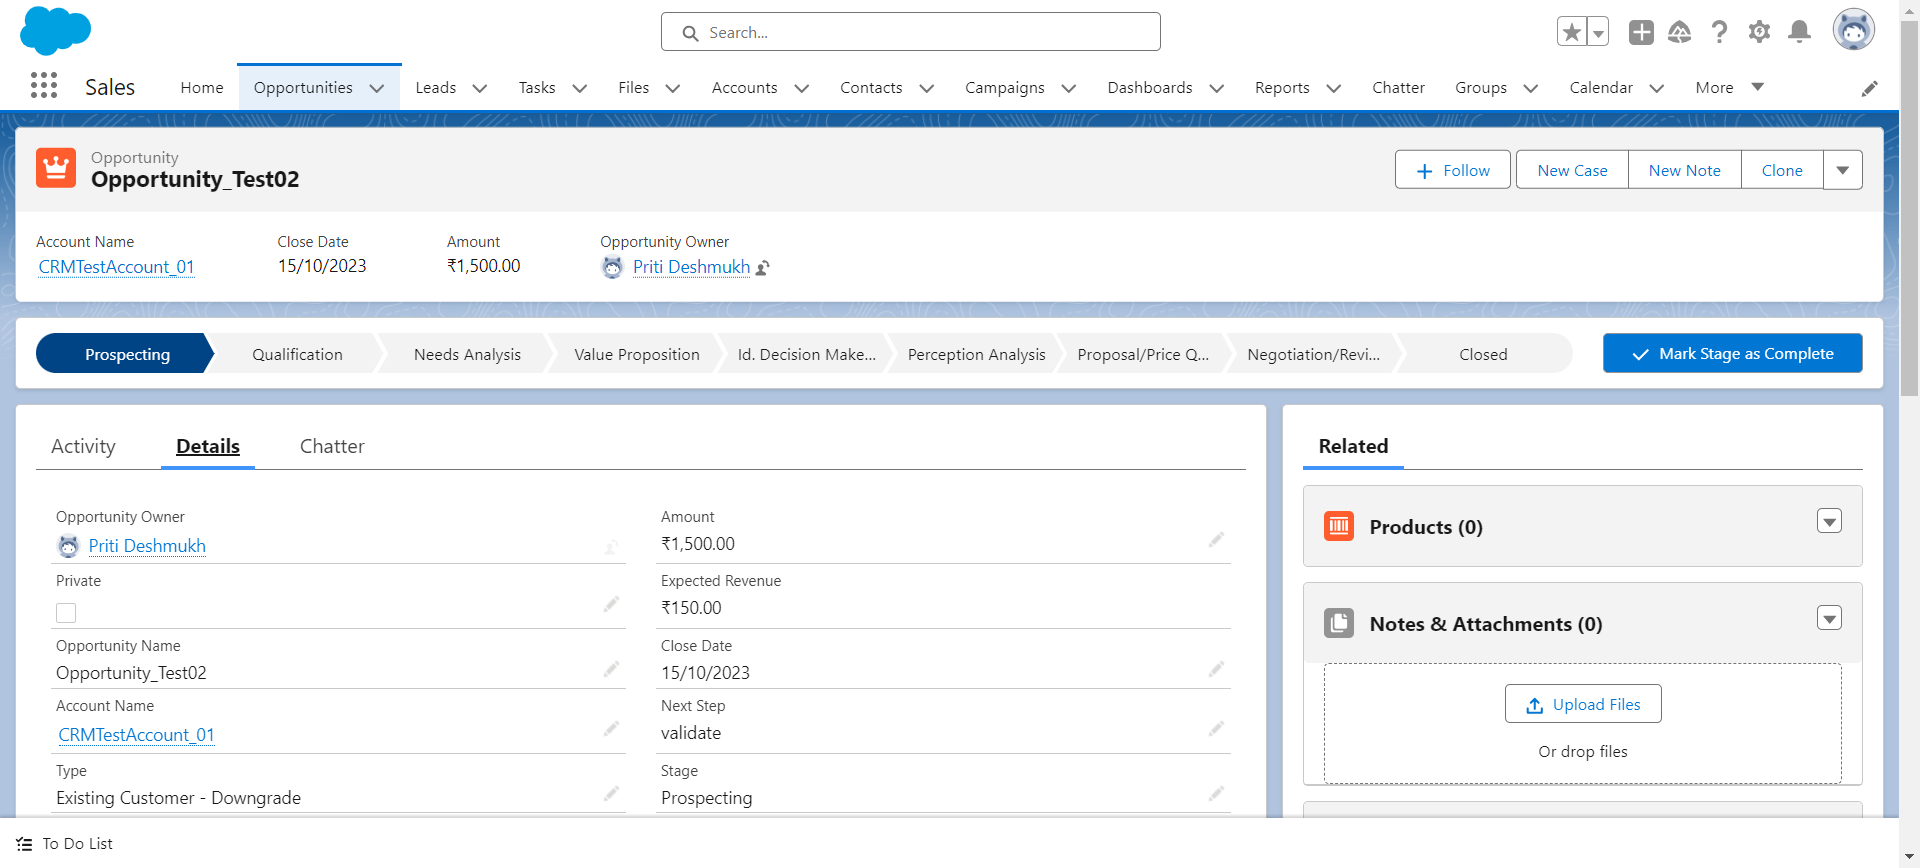 Search...
Sales
Home
Opportunities
Leads
Tasks
Files
Accounts
Contacts
Campaigns
Dashboards
Reports
Chatter
Groups
Calendar
More
Opportunity
Opportunity_Test02
Follow
New Case
New Note
Clone
Account Name
CRMTestAccount_01
Close Date
15/10/2023
Amount
₹1,500.00
Opportunity Owner
Priti Deshmukh
Prospecting
Qualification
Needs Analysis
Value Proposition
Id. Decision Make...
Perception Analysis
Proposal/Price Q...
Negotiation/Revi...
Closed
Mark Stage as Complete
Activity
Details
Chatter
Opportunity Owner
Priti Deshmukh
Amount
₹1,500.00
Private
Expected Revenue
₹150.00
Opportunity Name
Opportunity_Test02
Close Date
15/10/2023
Account Name
CRMTestAccount_01
Next Step
validate
Type
Existing Customer - Downgrade
Stage
Prospecting
Related
Products (0)
Notes & Attachments (0)
Upload Files
Or drop files
To Do List